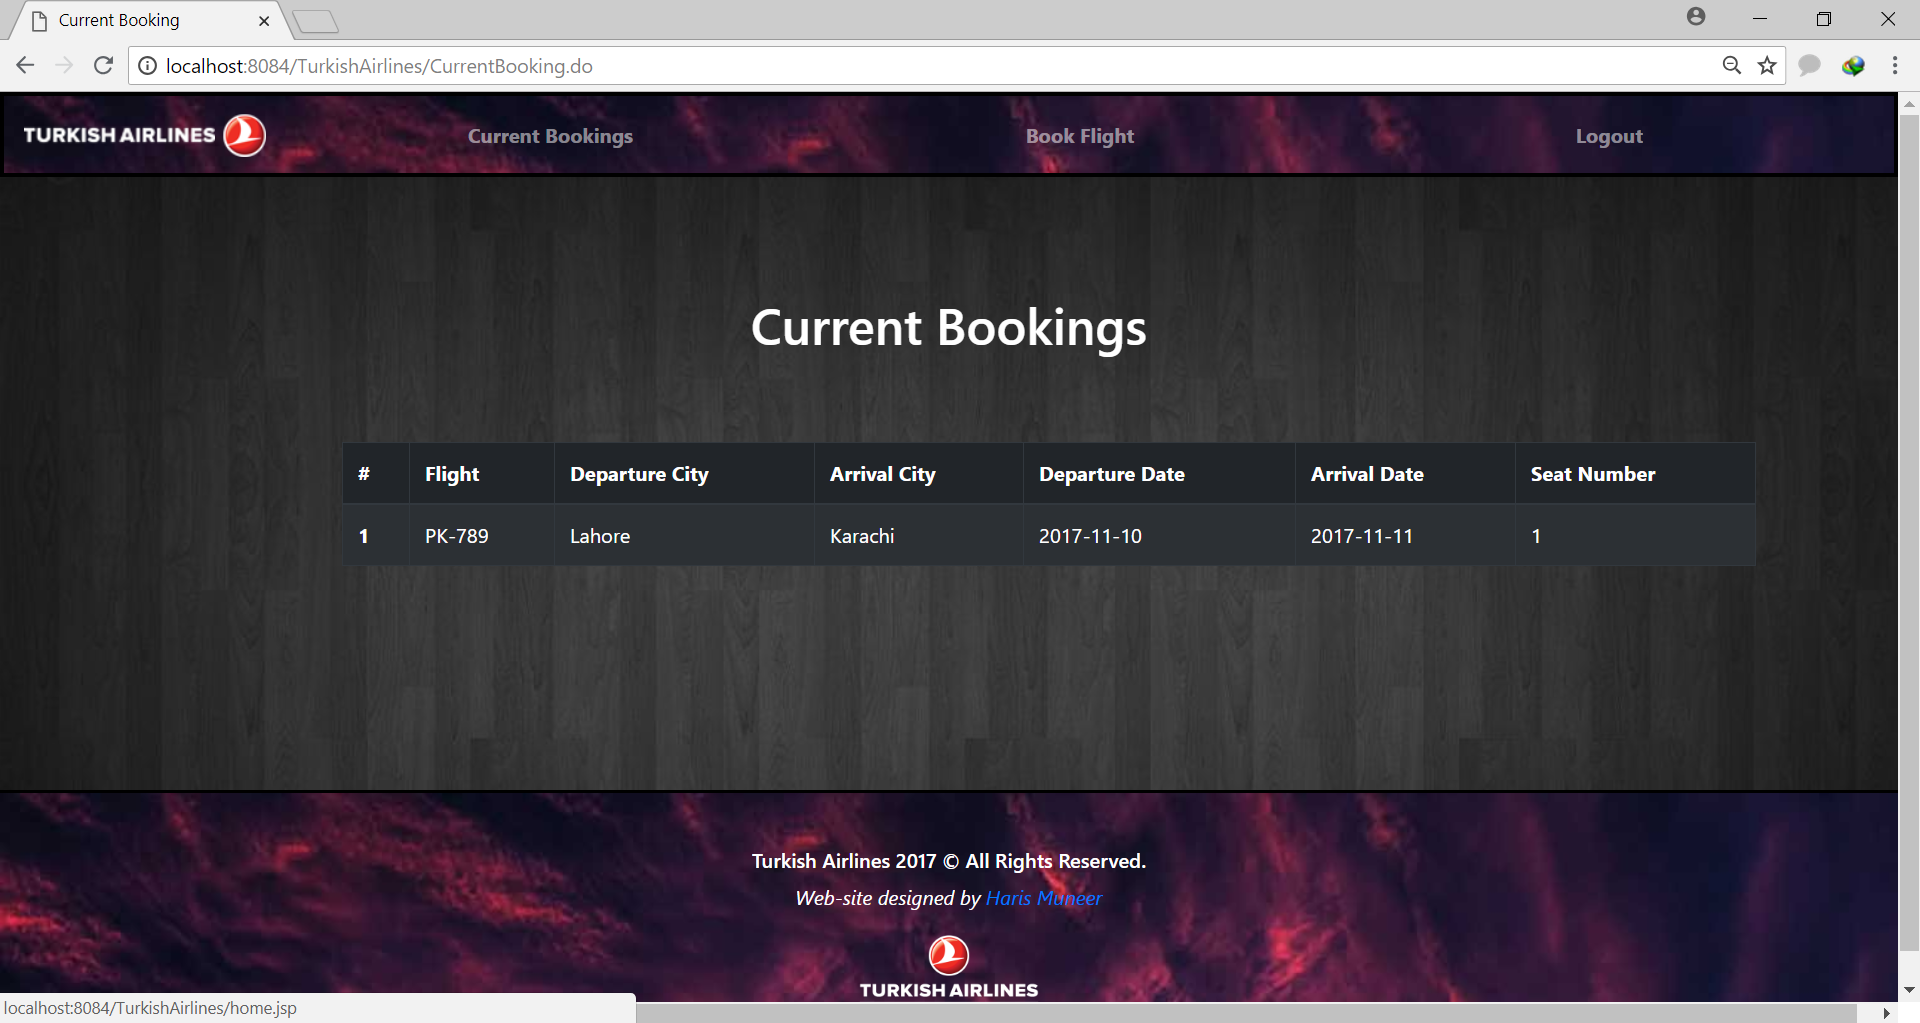 Current Booking
localhost:8084/TurkishAirlines/CurrentBooking.do
TURKISH AIRLINES
Current Bookings
Book Flight
Logout
Current Bookings
# Flight Departure City Arrival City Departure Date Arrival Date Seat Number
1 PK-789 Lahore Karachi 2017-11-10 2017-11-11 1
Turkish Airlines 2017 © All Rights Reserved.
Web-site designed by Haris Muneer
TURKISH AIRLINES
localhost:8084/TurkishAirlines/home.jsp